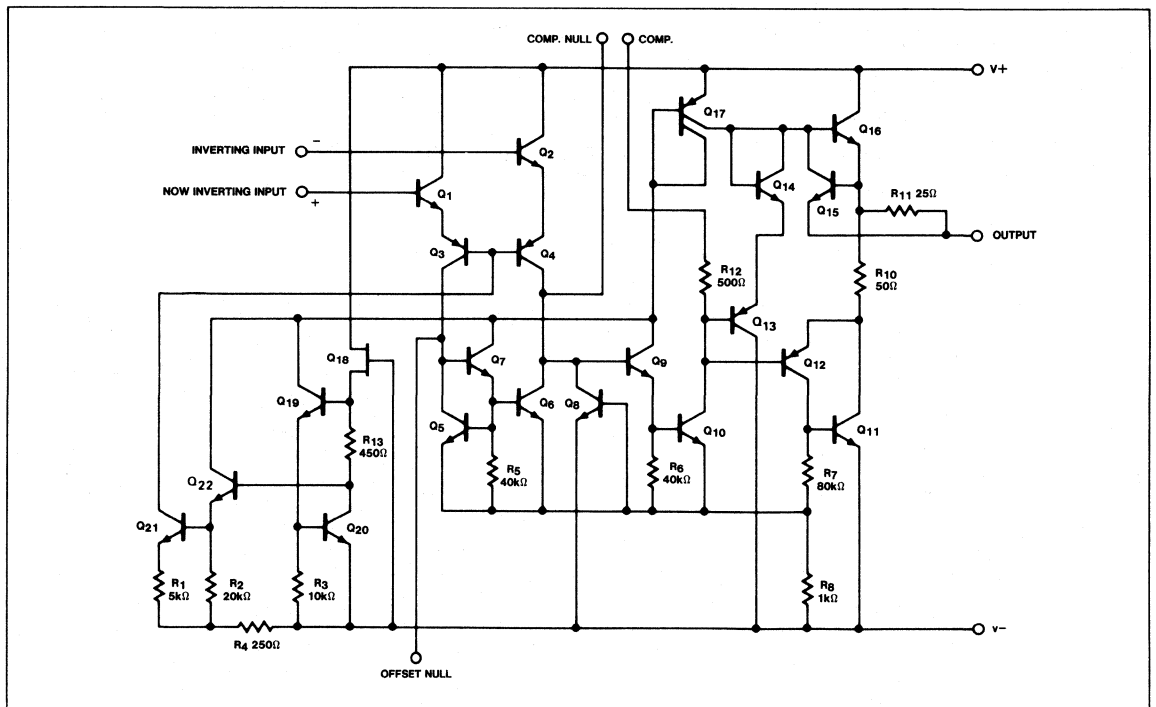 COMP. NULL
COMP.
V+
Q17
Q16
INVERTING INPUT
−
Q2
Q14
NOW INVERTING INPUT
+
Q1
Q15
R11 25Ω
OUTPUT
Q3
Q4
R12
500Ω
R10
50Ω
Q13
Q18
Q7
Q9
Q12
Q19
Q6
Q8
Q5
Q10
Q11
R13
450Ω
R5
40kΩ
R6
40kΩ
R7
80kΩ
Q22
Q21
Q20
R1
5kΩ
R2
20kΩ
R3
10kΩ
R8
1kΩ
R4 250Ω
V−
OFFSET NULL